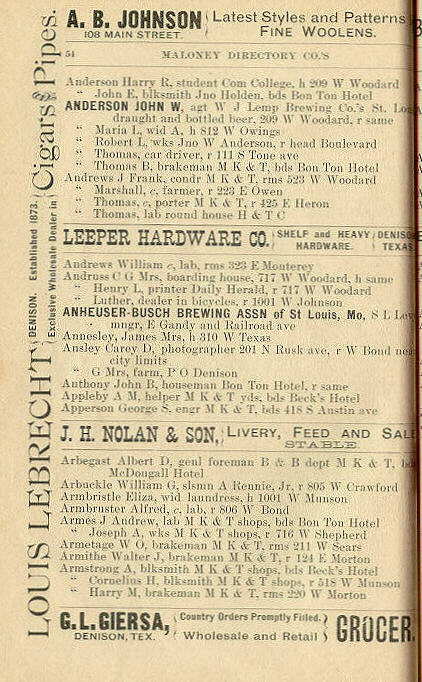 A. B. JOHNSON
108 MAIN STREET.
Latest Styles and Patterns
FINE WOOLENS.
54 MALONEY DIRECTORY CO.'S
Anderson Harry R, student Com College, h 209 W Woodard
" John E, blksmith Jno Holden, bds Bon Ton Hotel
ANDERSON JOHN W, agt W J Lemp Brewing Co.'s St. Lou
draught and bottled beer, 209 W Woodard, r same
" Maria L, wid A, h 812 W Owings
" Robert L, wks Jno W Anderson, r head Boulevard
" Thomas, car driver, r 111 S Tone ave
" Thomas B, brakeman M K & T, bds Bon Ton Hotel
Andrews J Frank, condr M K & T, rms 523 W Woodard
" Marshall, c, farmer, r 223 E Owen
" Thomas, c, porter M K & T, r 425 E Heron
" Thomas, lab round house H & T C
LEEPER HARDWARE CO.
SHELF and HEAVY
HARDWARE.
DENISON
TEXAS
Andrews William c, lab, rms 323 E Monterey
Andruss C G Mrs, boarding house, 717 W Woodard, h same
" Henry L, printer Daily Herald, r 717 W Woodard
" Luther, dealer in bicycles, r 1001 W Johnson
ANHEUSER-BUSCH BREWING ASSN of St Louis, Mo, S L Lev
mngr, E Gandy and Railroad ave
Annesley, James Mrs, h 310 W Texas
Ansley Carey D, photographer 201 N Rusk ave, r W Bond nea
city limits
" G Mrs, farm, P O Denison
Anthony John B, houseman Bon Ton Hotel, r same
Appleby A M, helper M K & T yds, bds Beck's Hotel
Apperson George S, engr M K & T, bds 418 S Austin ave
J. H. NOLAN & SON,
LIVERY, FEED AND SALE
STABLE.
Arbegast Albert D, genl foreman B & B dept M K & T, bds
McDougall Hotel
Arbuckle William G, slsmn A Rennie, Jr, r 805 W Crawford
Armbristle Eliza, wid laundress, h 1001 W Munson
Armbruster Alfred, c, lab, r 806 W Bond
Armes J Andrew, lab M K & T shops, bds Bon Ton Hotel
" Joseph A, wks M K & T shops, r 716 W Shepherd
Armetage W O, brakeman M K & T, rms 211 W Sears
Armithe Walter J, brakeman M K & T, r 124 E Morton
Armstrong A, blksmith M K & T shops, bds Beck's Hotel
" Cornelius H, blksmith M K & T shops, r 518 W Munson
" Harry M, brakeman M K & T, rms 220 W Morton
G. L. GIERSA,
DENISON, TEX.
Country Orders Promptly Filled.
Wholesale and Retail
GROCER.
LOUIS LEBRECHT
DENISON. Established 1873.
Exclusive Wholesale Dealer in
Cigars and Pipes.